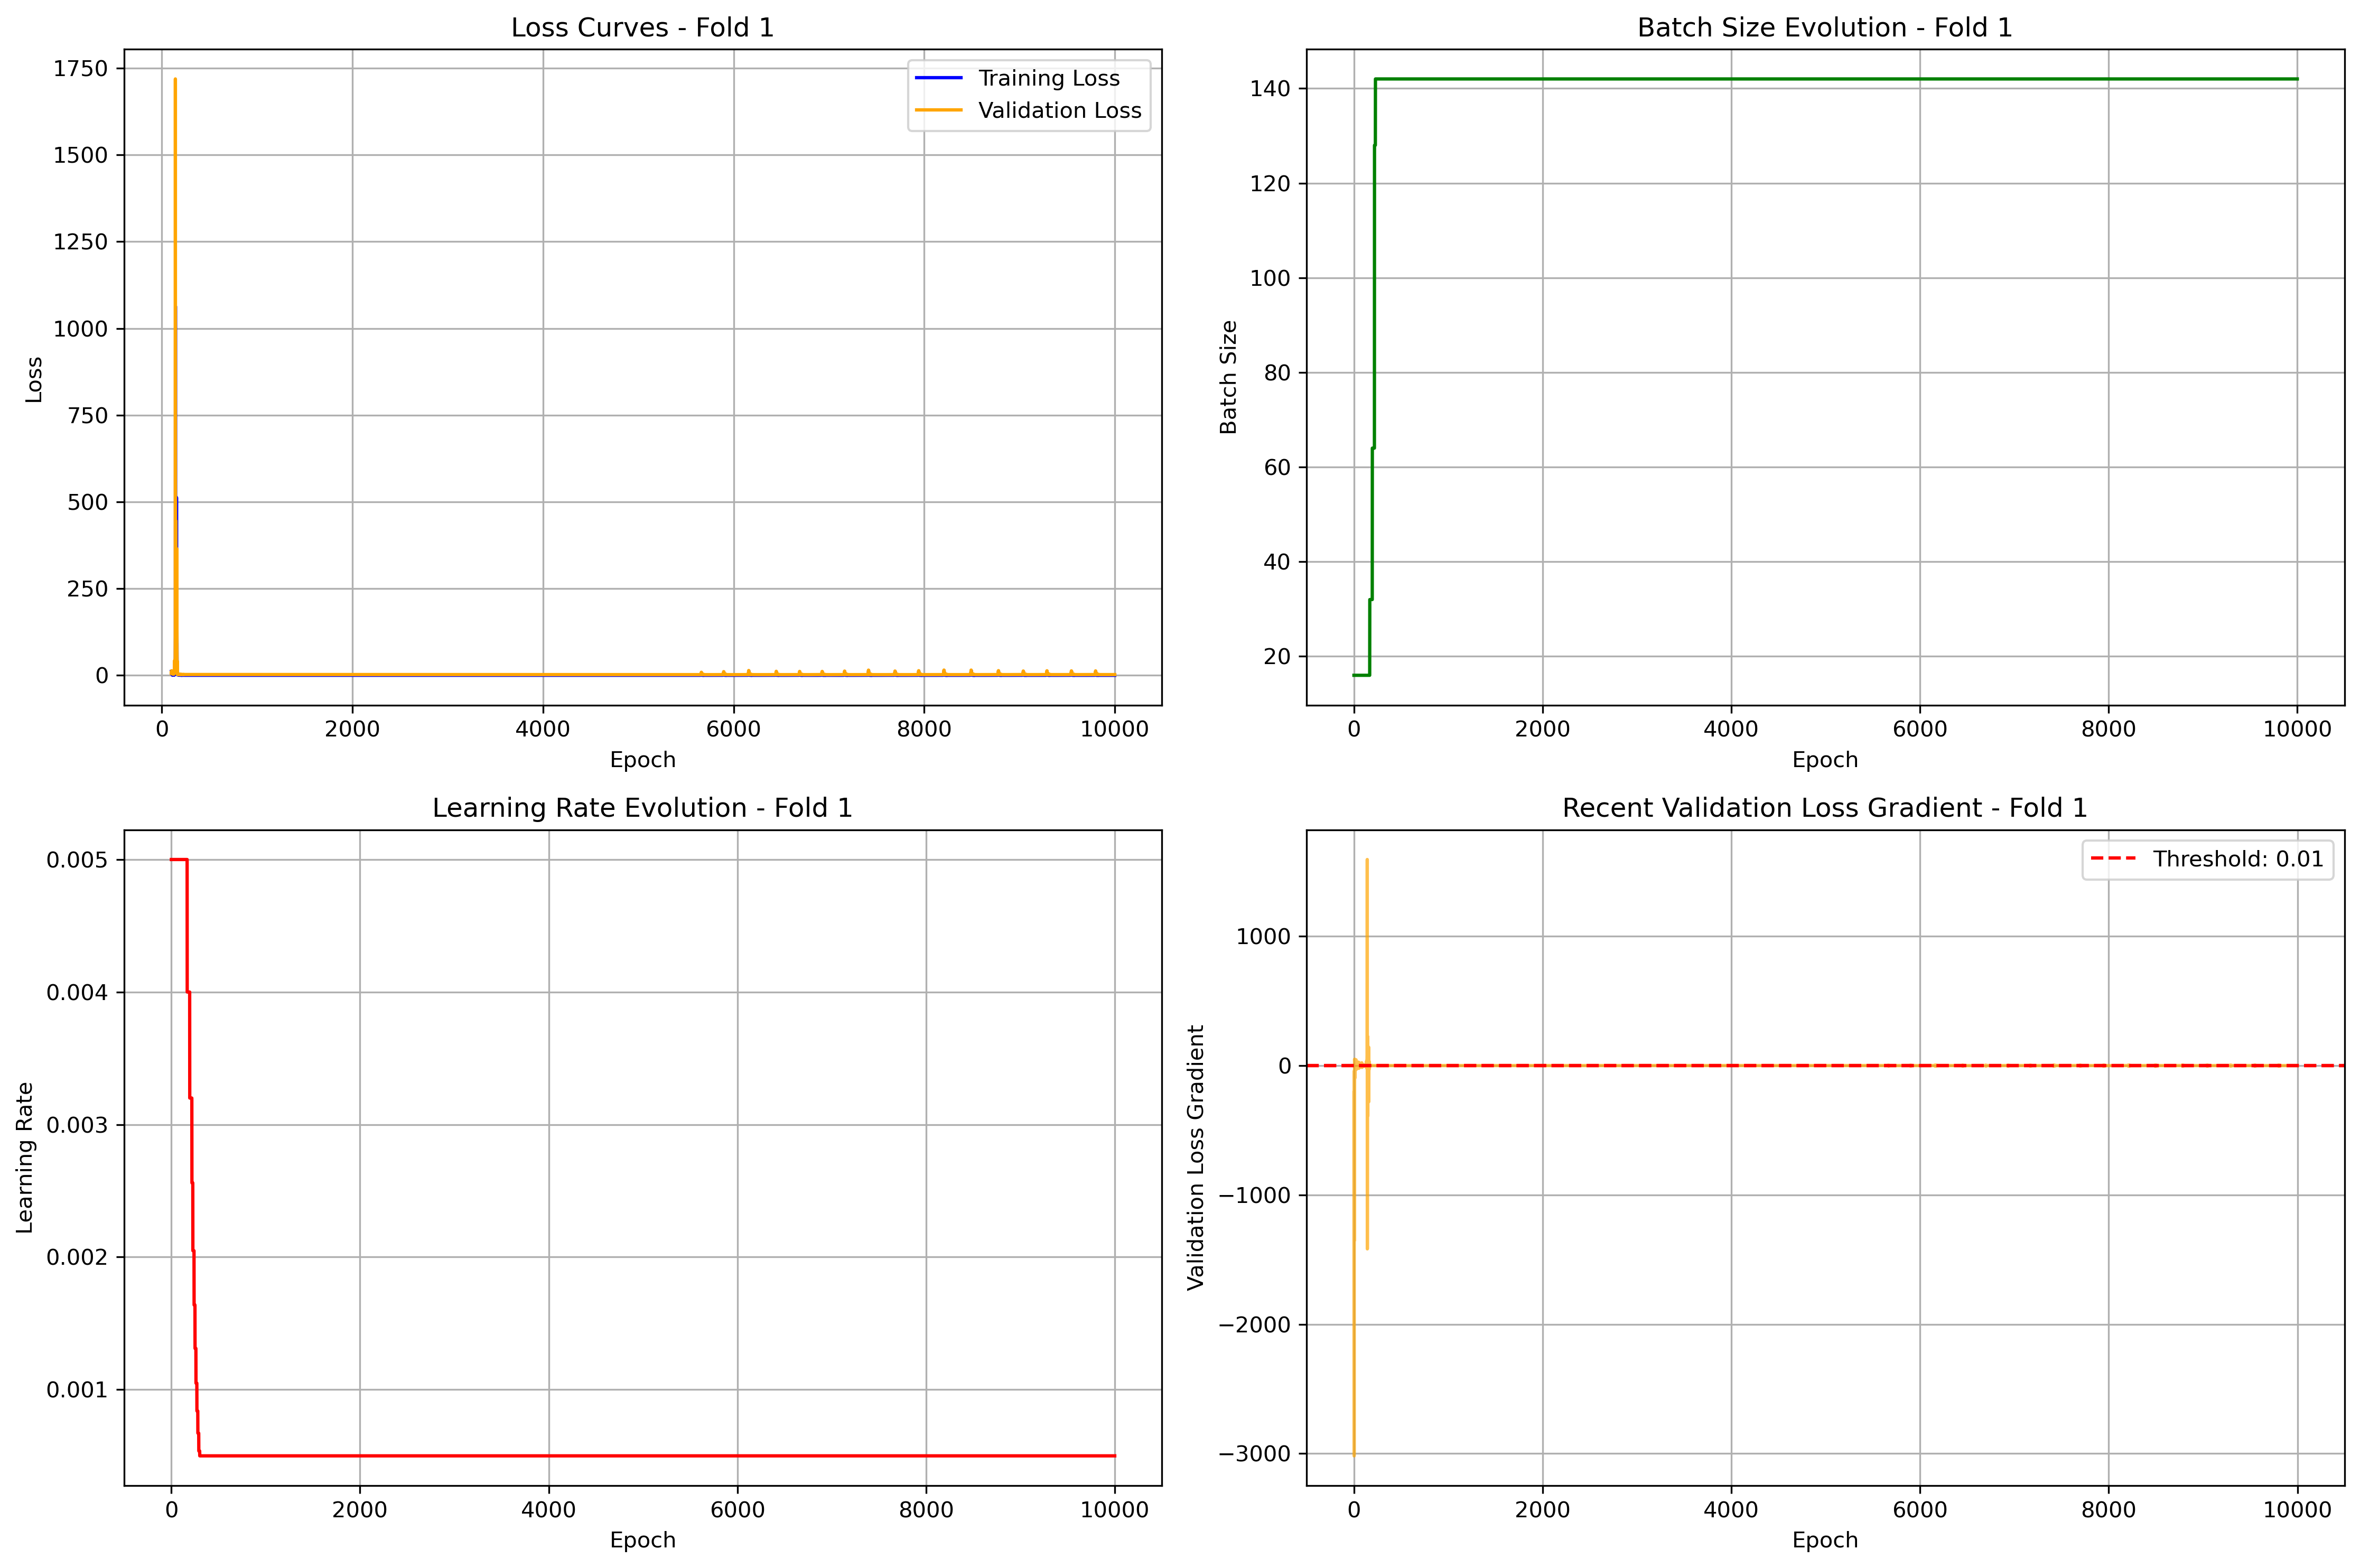 Loss Curves - Fold 1
1750
1500
1250
1000
750
500
250
0
Loss
Training Loss
Validation Loss
0 2000 4000 6000 8000 10000
Epoch
Batch Size Evolution - Fold 1
140
120
100
80
60
40
20
Batch Size
0 2000 4000 6000 8000 10000
Epoch
Learning Rate Evolution - Fold 1
0.005
0.004
0.003
0.002
0.001
Learning Rate
0 2000 4000 6000 8000 10000
Epoch
Recent Validation Loss Gradient - Fold 1
Threshold: 0.01
1000
0
−1000
−2000
−3000
Validation Loss Gradient
0 2000 4000 6000 8000 10000
Epoch